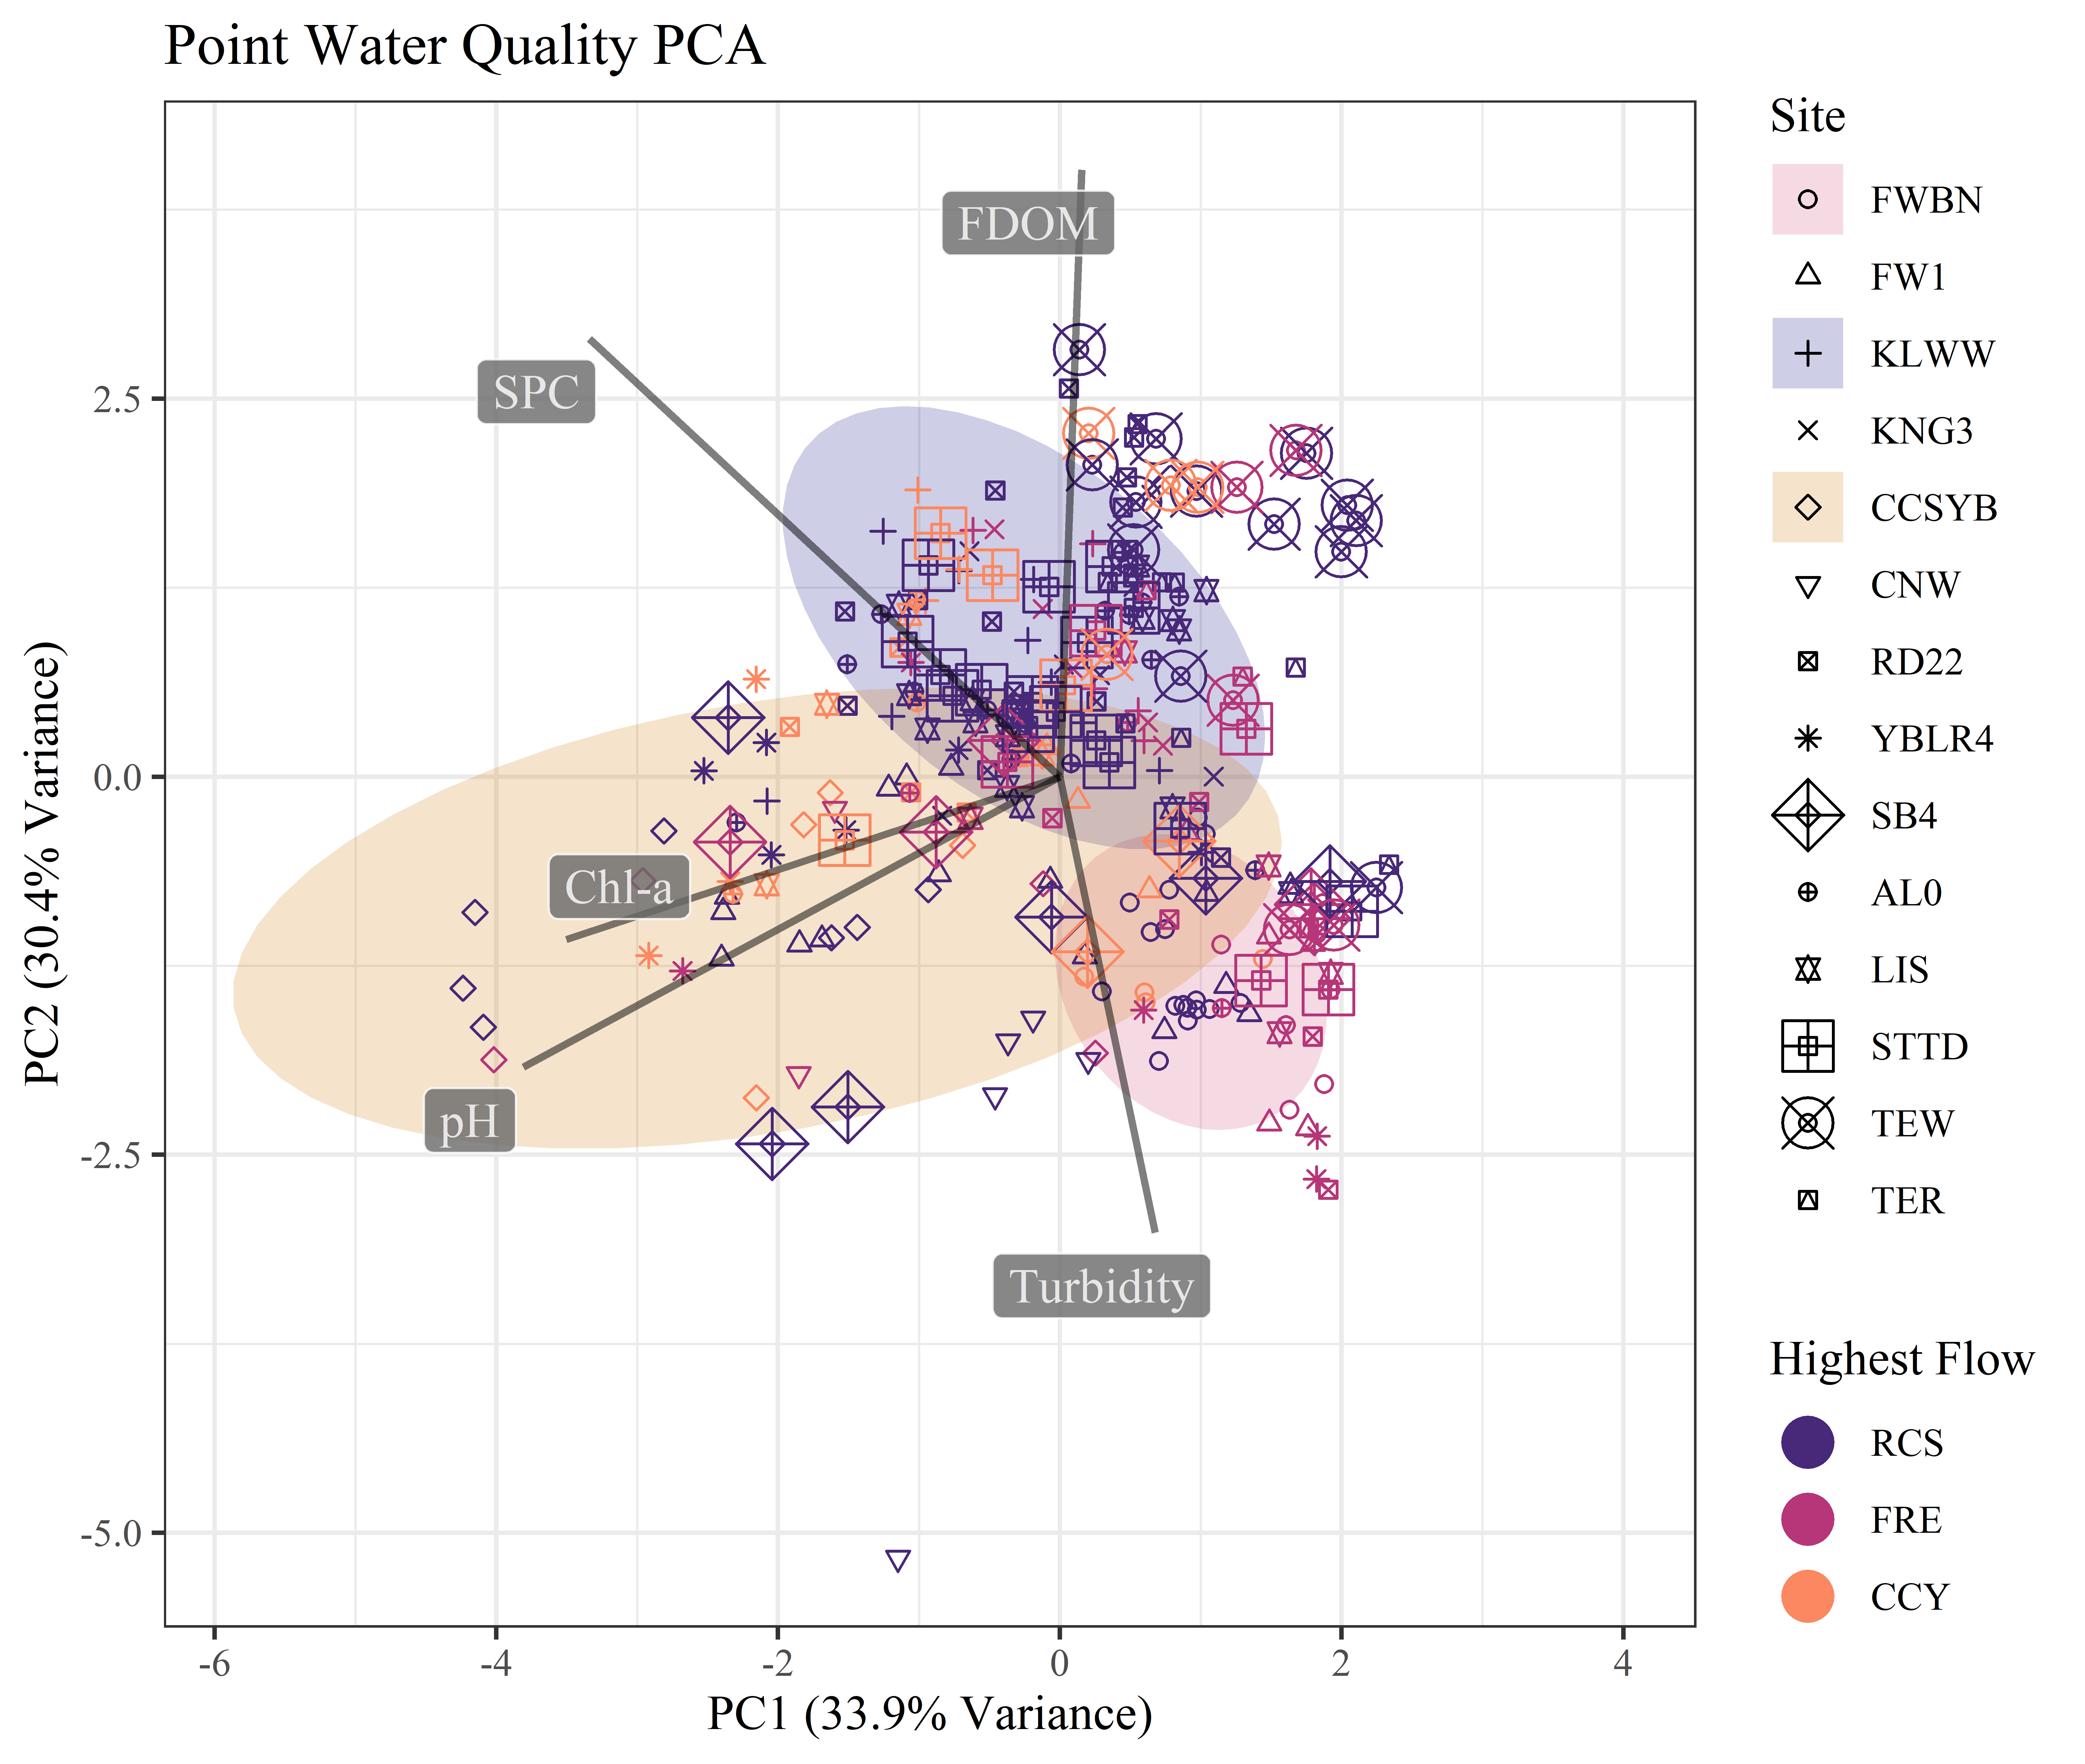 Point Water Quality PCA
FDOM
SPC
Chl-a
pH
Turbidity
2.5
0.0
-2.5
-5.0
PC2 (30.4% Variance)
-6
-4
-2
0
2
4
PC1 (33.9% Variance)
Site
FWBN
FW1
KLWW
KNG3
CCSYB
CNW
RD22
YBLR4
SB4
AL0
LIS
STTD
TEW
TER
Highest Flow
RCS
FRE
CCY